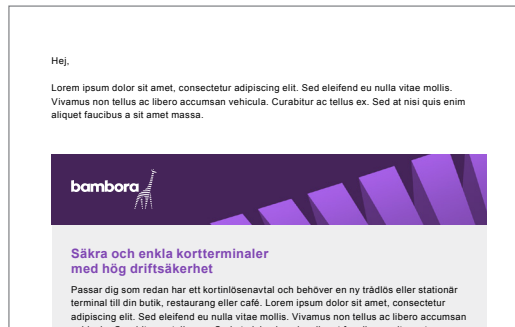 Hej,
Lorem ipsum dolor sit amet, consectetur adipiscing elit. Sed eleifend eu nulla vitae mollis.
Vivamus non tellus ac libero accumsan vehicula. Curabitur ac tellus ex. Sed at nisi quis enim
aliquet faucibus a sit amet massa.
bambora
Säkra och enkla kortterminaler
med hög driftsäkerhet
Passar dig som redan har ett kortinlösenavtal och behöver en ny trådlös eller stationär
terminal till din butik, restaurang eller café. Lorem ipsum dolor sit amet, consectetur
adipiscing elit. Sed eleifend eu nulla vitae mollis. Vivamus non tellus ac libero accumsan